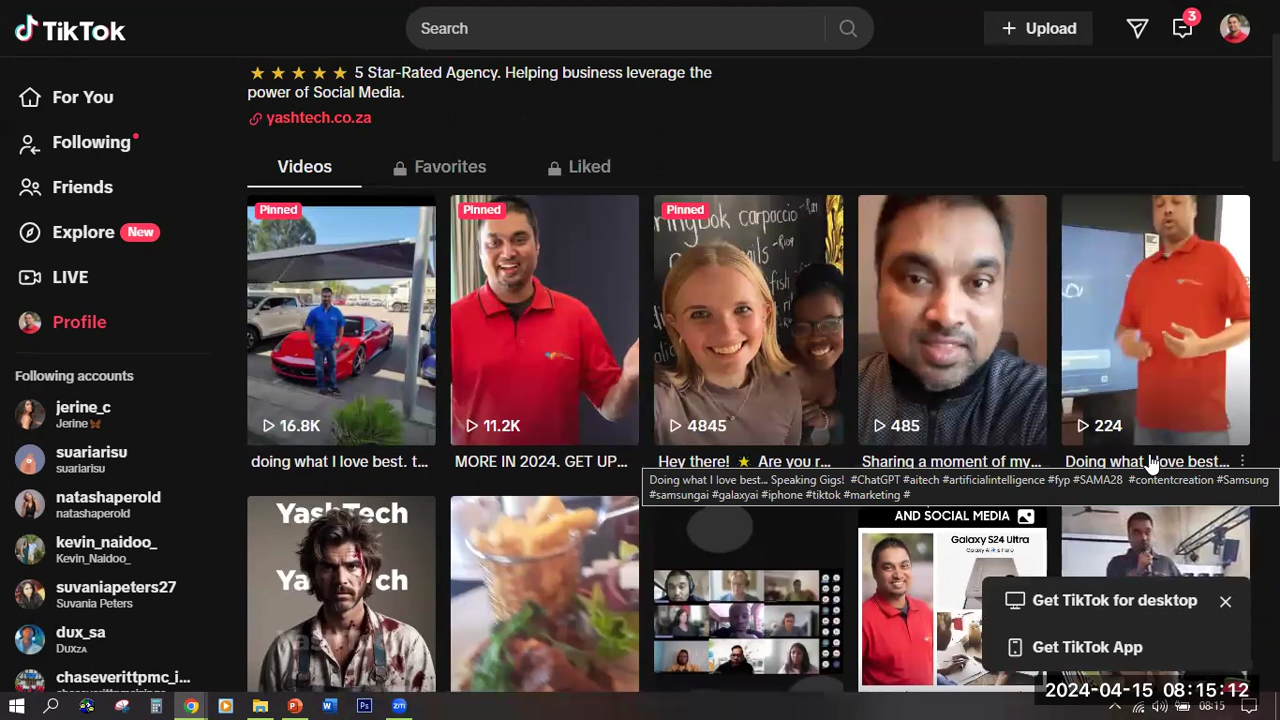 TikTok
Search
Upload
3
★ ★ ★ ★ ★ 5 Star-Rated Agency. Helping business leverage the
power of Social Media.
yashtech.co.za
For You
Following
Friends
Explore New
LIVE
Profile
Following accounts
jerine_c
Jerine
suariarisu
suariarisu
natashaperold
natashaperold
kevin_naidoo_
Kevin_Naidoo_
suvaniapeters27
Suvania Peters
dux_sa
DuxZA
chaseverittpmc_i...
Videos
Favorites
Liked
Pinned
16.8K
doing what I love best. t...
Pinned
11.2K
MORE IN 2024. GET UP...
Pinned
carpaccio
4845
Hey there! ★ Are you r...
485
Sharing a moment of my...
224
Doing what I love best...
Doing what I love best... Speaking Gigs! #ChatGPT #aitech #artificialintelligence #fyp #SAMA28 #contentcreation #Samsung
#samsungai #galaxyai #iphone #tiktok #marketing #
YashTech
YashTech
AND SOCIAL MEDIA
Galaxy S24 Ultra
Get TikTok for desktop
Get TikTok App
2024-04-15 08:15:12
08:15